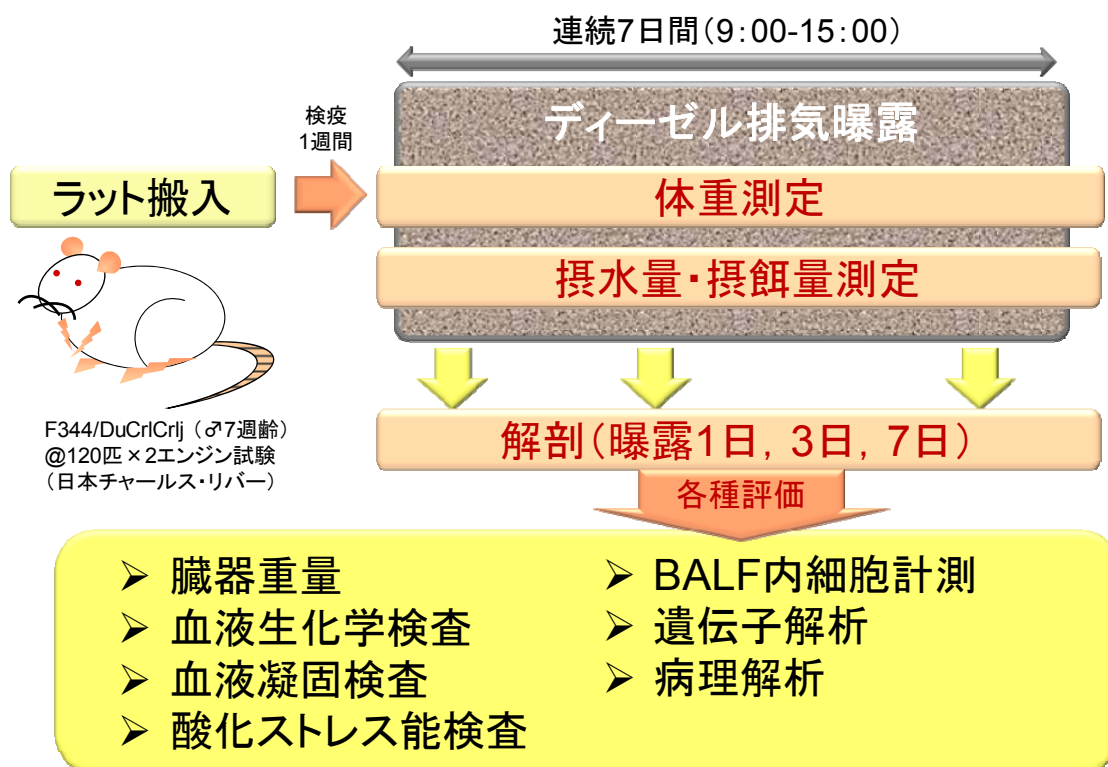 連続7日間(9:00-15:00)
ディーゼル排気曝露
検疫
1週間
ラット搬入
体重測定
摂水量・摂餌量測定
F344/DuCrlCrlj (♂7週齢)
@120匹×2エンジン試験
(日本チャールス・リバー)
解剖(曝露1日, 3日, 7日)
各種評価
➢ 臓器重量
➢ 血液生化学検査
➢ 血液凝固検査
➢ 酸化ストレス能検査
➢ BALF内細胞計測
➢ 遺伝子解析
➢ 病理解析